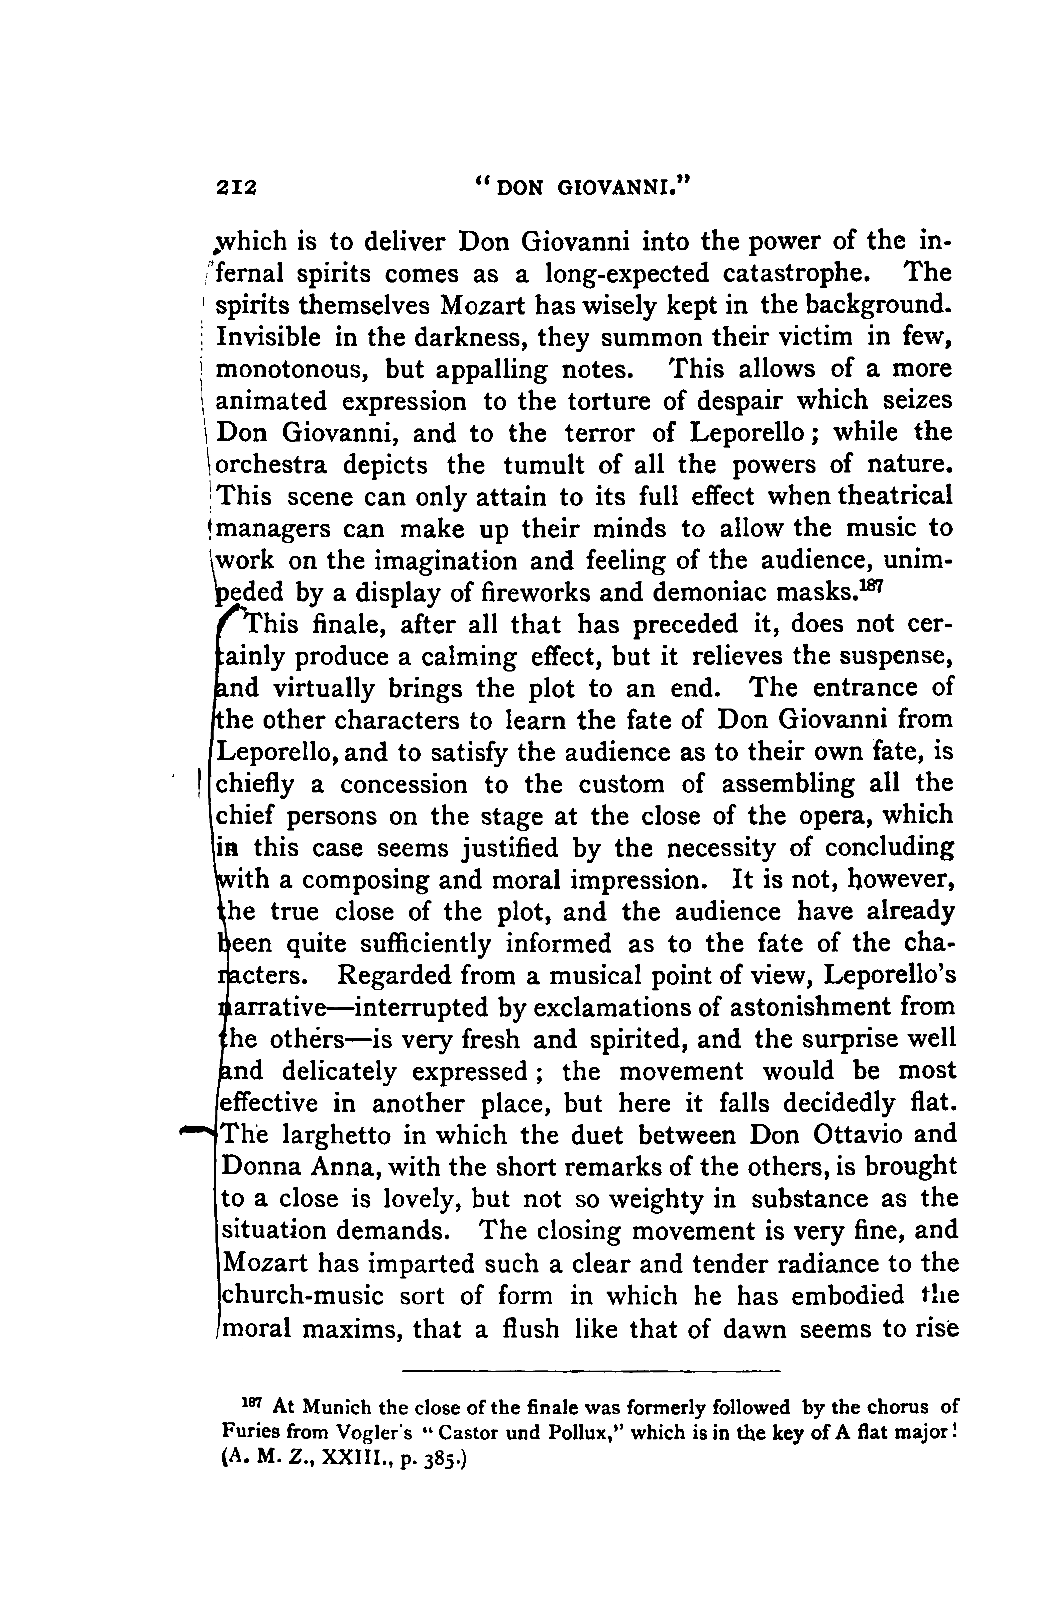 212 "DON GIOVANNI."
which is to deliver Don Giovanni into the power of the in-
fernal spirits comes as a long-expected catastrophe. The
spirits themselves Mozart has wisely kept in the background.
Invisible in the darkness, they summon their victim in few,
monotonous, but appalling notes. This allows of a more
animated expression to the torture of despair which seizes
Don Giovanni, and to the terror of Leporello; while the
orchestra depicts the tumult of all the powers of nature.
This scene can only attain to its full effect when theatrical
managers can make up their minds to allow the music to
work on the imagination and feeling of the audience, unim-
peded by a display of fireworks and demoniac masks.187
This finale, after all that has preceded it, does not cer-
tainly produce a calming effect, but it relieves the suspense,
and virtually brings the plot to an end. The entrance of
the other characters to learn the fate of Don Giovanni from
Leporello, and to satisfy the audience as to their own fate, is
chiefly a concession to the custom of assembling all the
chief persons on the stage at the close of the opera, which
in this case seems justified by the necessity of concluding
with a composing and moral impression. It is not, however,
the true close of the plot, and the audience have already
been quite sufficiently informed as to the fate of the cha-
racters. Regarded from a musical point of view, Leporello's
narrative—interrupted by exclamations of astonishment from
the others—is very fresh and spirited, and the surprise well
and delicately expressed; the movement would be most
effective in another place, but here it falls decidedly flat.
The larghetto in which the duet between Don Ottavio and
Donna Anna, with the short remarks of the others, is brought
to a close is lovely, but not so weighty in substance as the
situation demands. The closing movement is very fine, and
Mozart has imparted such a clear and tender radiance to the
church-music sort of form in which he has embodied the
moral maxims, that a flush like that of dawn seems to rise
187 At Munich the close of the finale was formerly followed by the chorus of
Furies from Vogler's "Castor und Pollux," which is in the key of A flat major!
(A. M. Z., XXIII., p. 385.)